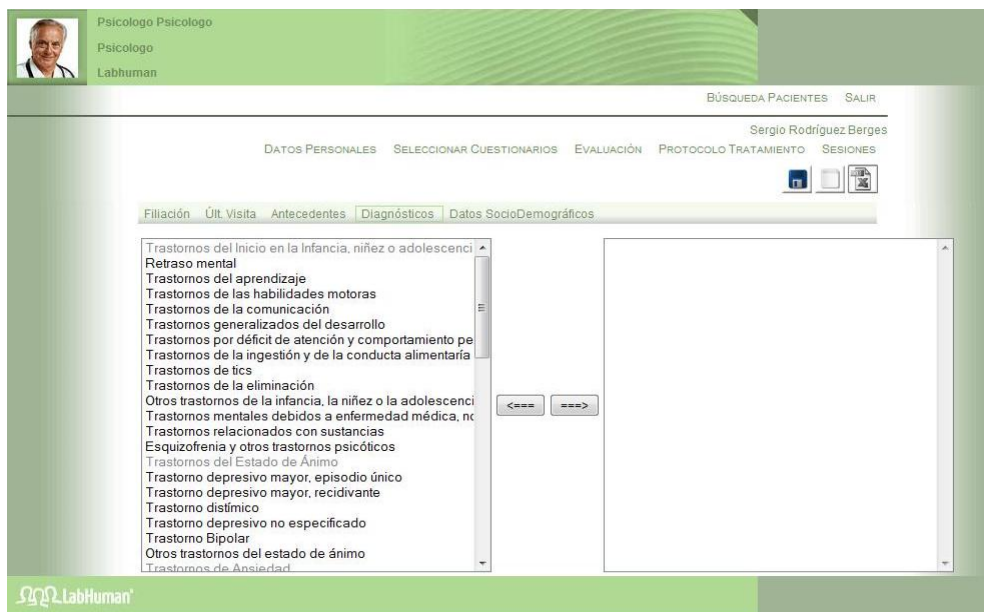 Psicologo Psicologo
Psicologo
Labhuman
BÚSQUEDA PACIENTES SALIR
Sergio Rodríguez Berges
DATOS PERSONALES SELECCIONAR CUESTIONARIOS EVALUACIÓN PROTOCOLO TRATAMIENTO SESIONES
Filiación Últ. Visita Antecedentes Diagnósticos Datos SocioDemográficos
Trastornos del Inicio en la Infancia, niñez o adolescenci
Retraso mental
Trastornos del aprendizaje
Trastornos de las habilidades motoras
Trastornos de la comunicación
Trastornos generalizados del desarrollo
Trastornos por déficit de atención y comportamiento pe
Trastornos de la ingestión y de la conducta alimentaría
Trastornos de tics
Trastornos de la eliminación
Otros trastornos de la infancia, la niñez o la adolescenci
<=== ===>
Trastornos mentales debidos a enfermedad médica, no
Trastornos relacionados con sustancias
Esquizofrenia y otros trastornos psicóticos
Trastornos del Estado de Ánimo
Trastorno depresivo mayor, episodio único
Trastorno depresivo mayor, recidivante
Trastorno distímico
Trastorno depresivo no especificado
Trastorno Bipolar
Otros trastornos del estado de ánimo
Trastornos de Ansiedad
LabHuman